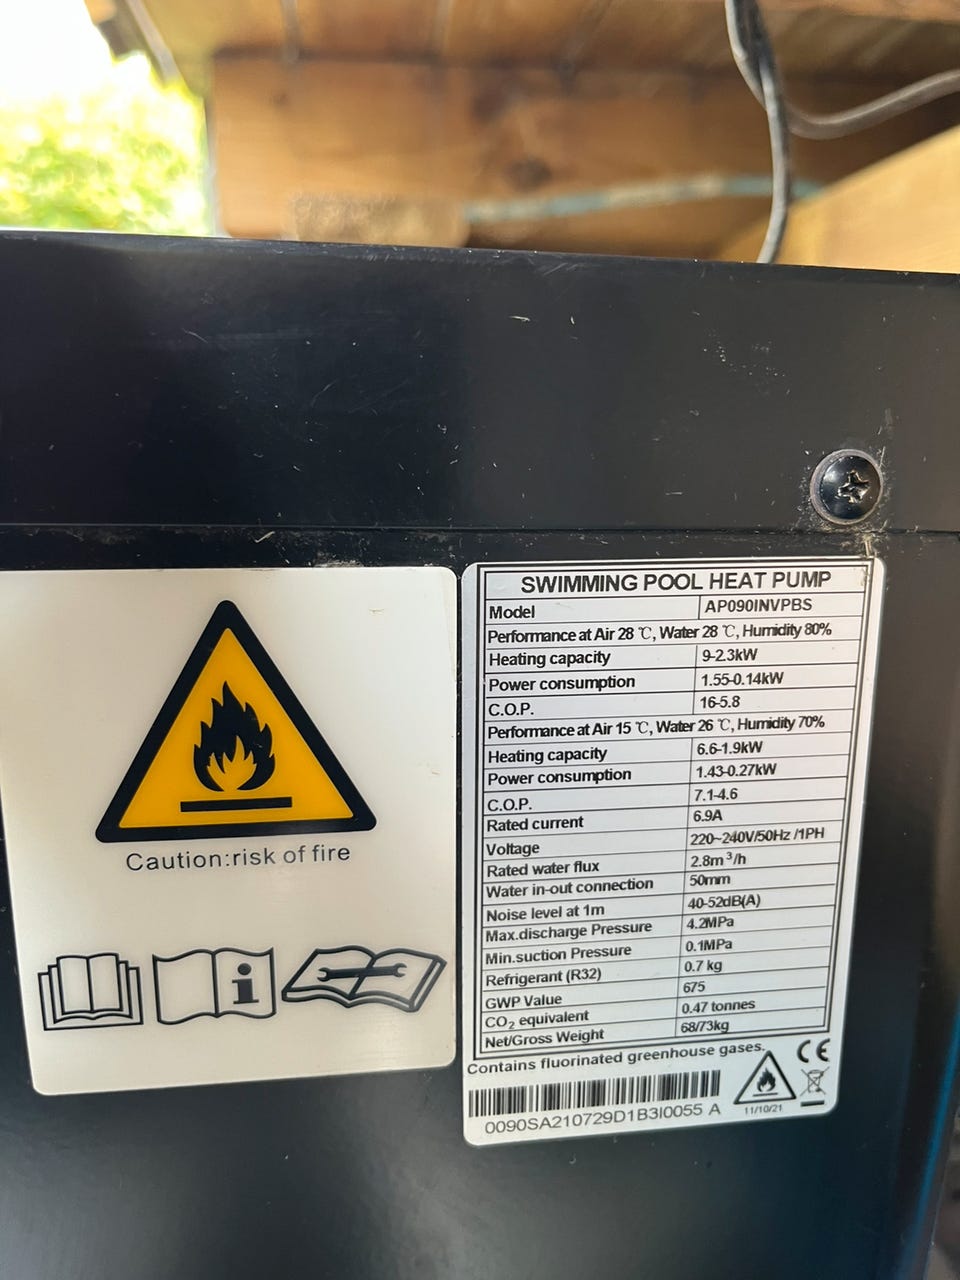 Caution:risk of fire
SWIMMING POOL HEAT PUMP
Model AP090INVPBS
Performance at Air 28 ℃, Water 28 ℃, Humidity 80%
Heating capacity 9-2.3kW
Power consumption 1.55-0.14kW
C.O.P. 16-5.8
Performance at Air 15 ℃, Water 26 ℃, Humidity 70%
Heating capacity 6.6-1.9kW
Power consumption 1.43-0.27kW
C.O.P. 7.1-4.6
Rated current 6.9A
Voltage 220~240V/50Hz /1PH
Rated water flux 2.8m³/h
Water in-out connection 50mm
Noise level at 1m 40-52dB(A)
Max.discharge Pressure 4.2MPa
Min.suction Pressure 0.1MPa
Refrigerant (R32) 0.7 kg
GWP Value 675
CO₂ equivalent 0.47 tonnes
Net/Gross Weight 68/73kg
Contains fluorinated greenhouse gases.
CE
0090SA210729D1B3I0055 A
11/10/21